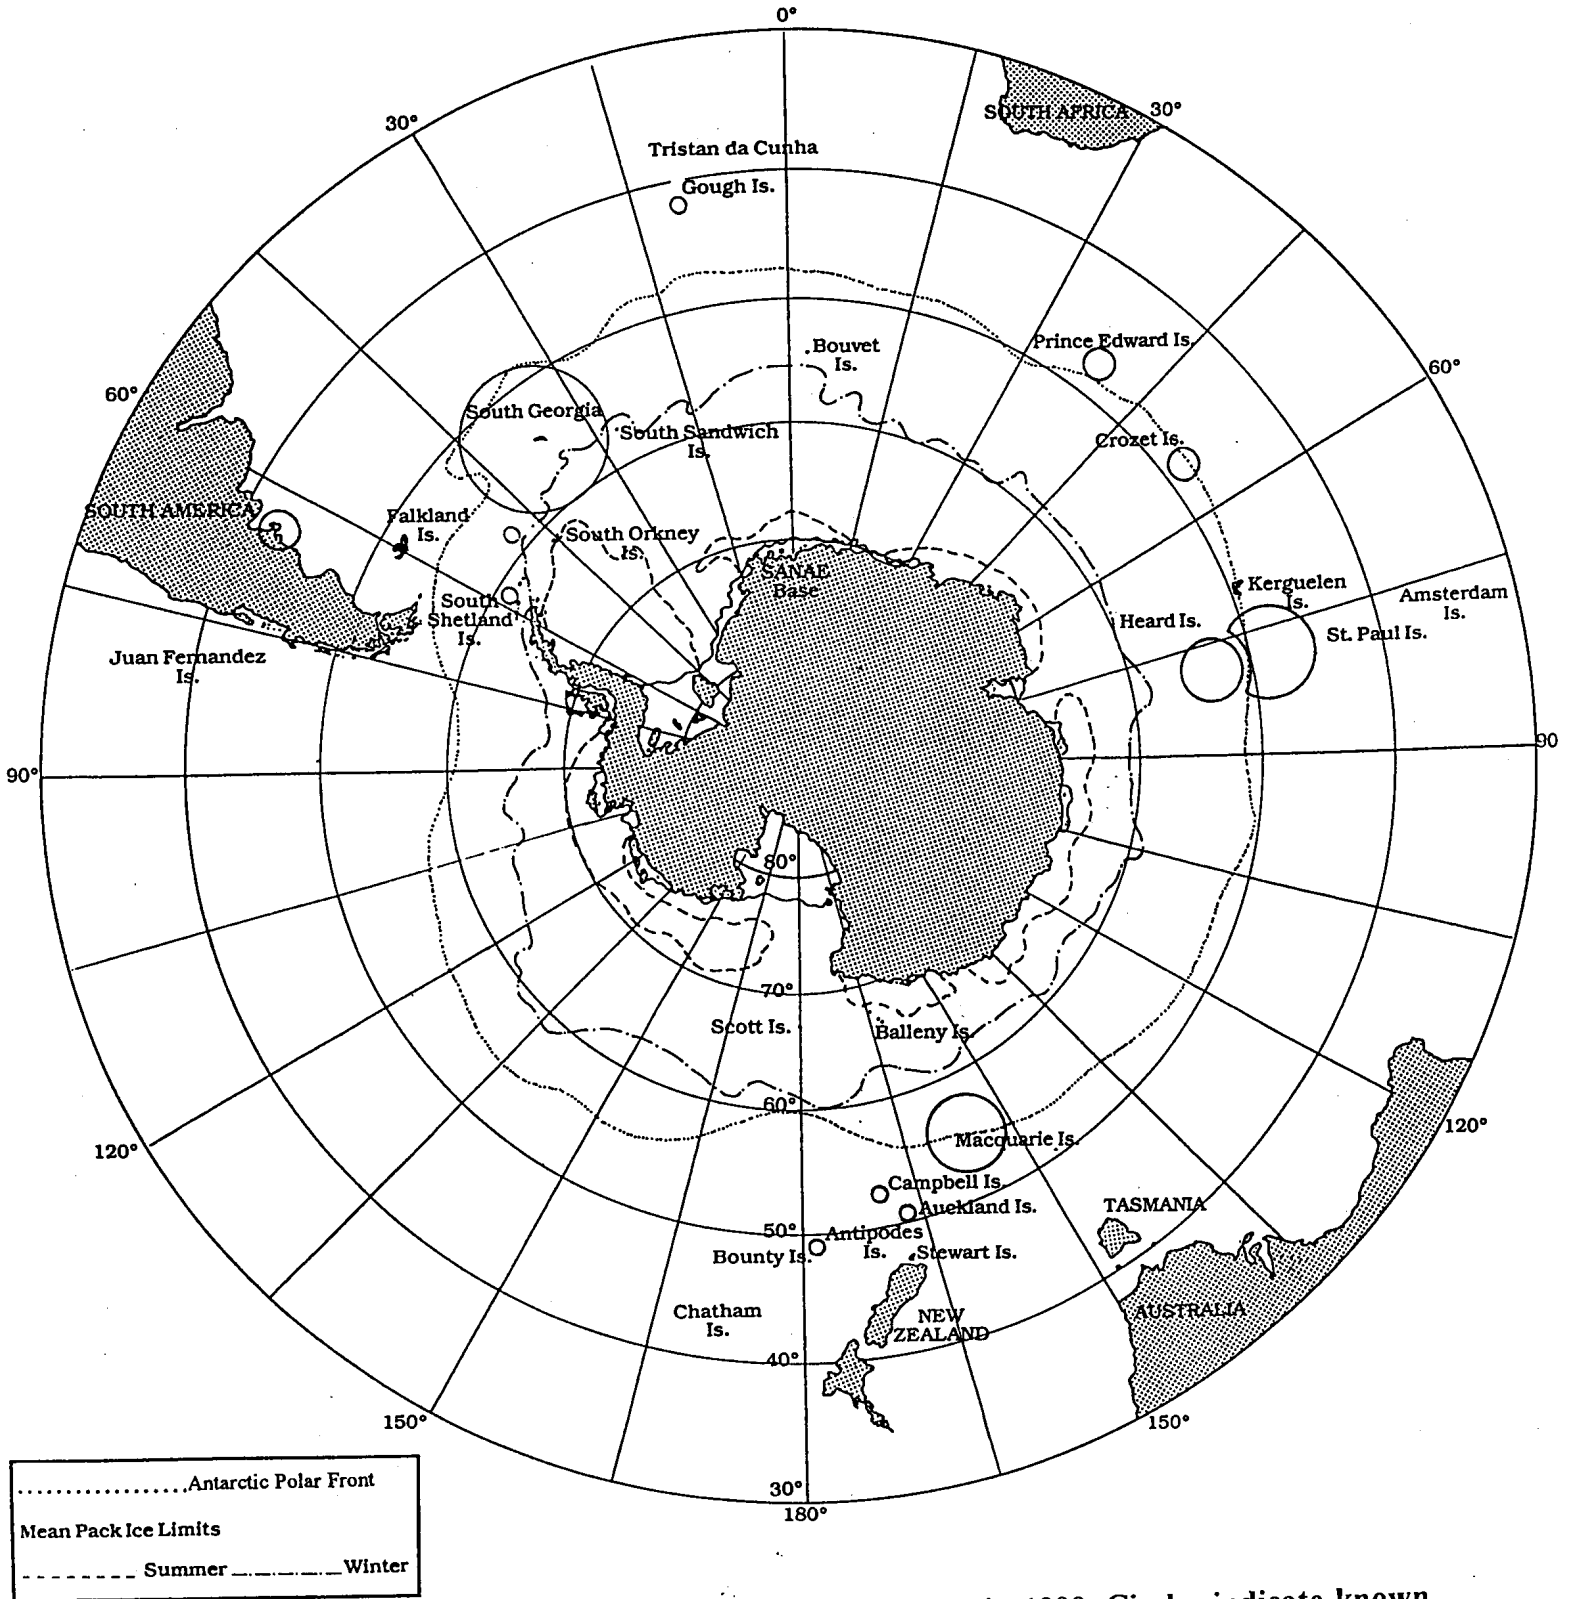 0°
30°
SOUTH AFRICA
30°
Tristan da Cunha
Gough Is.
Bouvet
Is.
Prince Edward Is.
60°
60°
South Georgia
South Sandwich
Is.
Crozet Is.
SOUTH AMERICA
Falkland
Is.
South Orkney
Is.
SANAE
Base
Kerguelen
Is.
Amsterdam
Is.
South
Shetland
Is.
Heard Is.
St. Paul Is.
Juan Fernandez
Is.
90°
90
80°
70°
Scott Is.
Balleny Is.
60°
120°
120°
Macquarie Is.
Campbell Is.
Auckland Is.
TASMANIA
50°
Antipodes
Is.
Bounty Is.
Stewart Is.
Chatham
Is.
NEW
ZEALAND
AUSTRALIA
40°
150°
150°
30°
180°
Antarctic Polar Front
Mean Pack Ice Limits
Summer
Winter
Circles indicate known